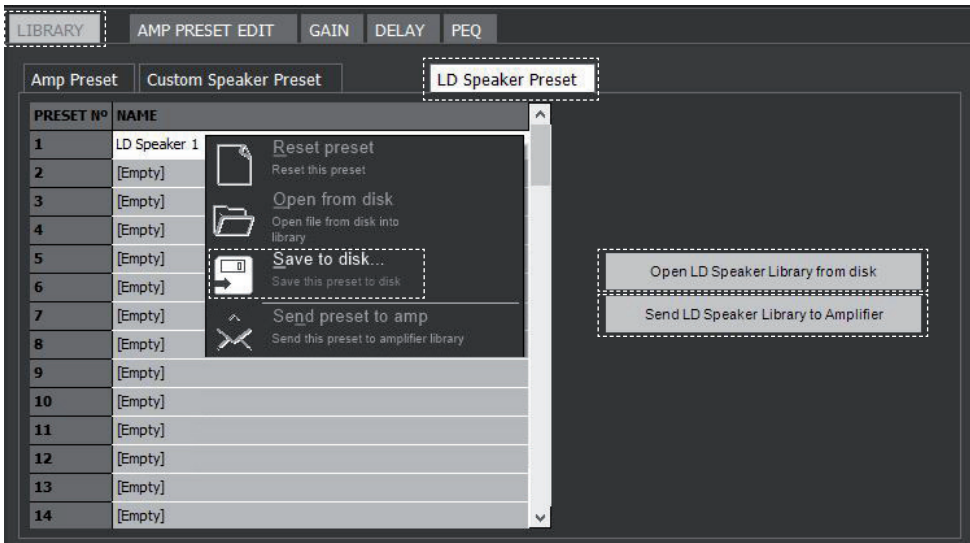 LIBRARY AMP PRESET EDIT GAIN DELAY PEQ
Amp Preset Custom Speaker Preset LD Speaker Preset
PRESET Nº NAME
1 LD Speaker 1
2 [Empty]
3 [Empty]
4 [Empty]
5 [Empty]
6 [Empty]
7 [Empty]
8 [Empty]
9 [Empty]
10 [Empty]
11 [Empty]
12 [Empty]
13 [Empty]
14 [Empty]
Reset preset
Reset this preset
Open from disk
Open file from disk into
library
Save to disk...
Save this preset to disk
Send preset to amp
Send this preset to amplifier library
Open LD Speaker Library from disk
Send LD Speaker Library to Amplifier